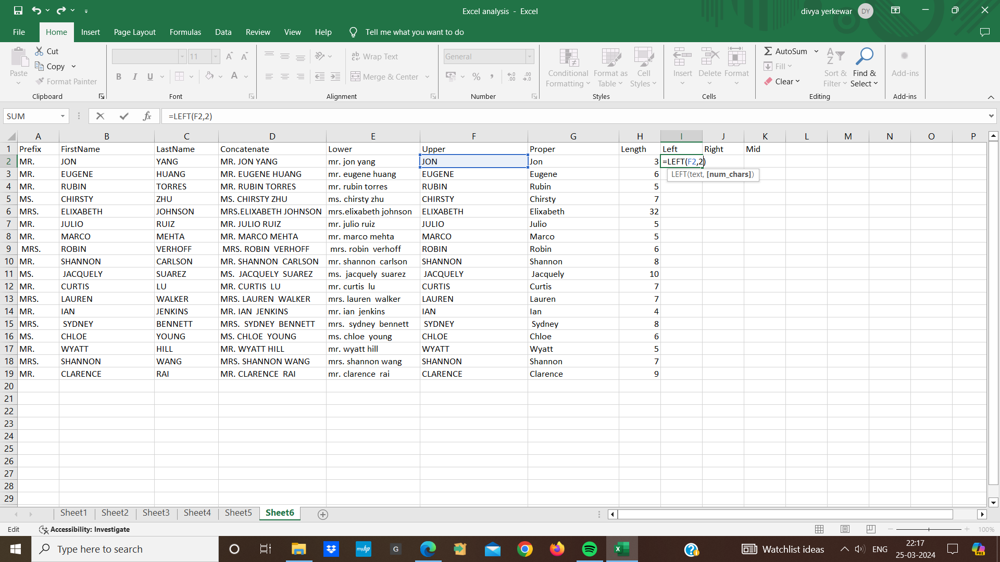 Excel analysis - Excel
divya yerkewar DY
File Home Insert Page Layout Formulas Data Review View Help Tell me what you want to do
Paste
Cut
Copy
Format Painter
Clipboard
11
B I U A
Font
ab Wrap Text
Merge & Center
Alignment
General
% ,
Number
Conditional Formatting
Format as Table
Cell Styles
Styles
Insert Delete Format
Cells
AutoSum
Fill
Clear
Sort & Filter
Find & Select
Editing
Add-ins
Add-ins
SUM fx =LEFT(F2,2)
A B C D E F G H I J K L M N O P
1 Prefix FirstName LastName Concatenate Lower Upper Proper Length Left Right Mid
2 MR. JON YANG MR. JON YANG mr. jon yang JON Jon 3 =LEFT(F2,2)
3 MR. EUGENE HUANG MR. EUGENE HUANG mr. eugene huang EUGENE Eugene 6 LEFT(text, [num_chars])
4 MR. RUBIN TORRES MR. RUBIN TORRES mr. rubin torres RUBIN Rubin 5
5 MS. CHIRSTY ZHU MS. CHIRSTY ZHU ms. chirsty zhu CHIRSTY Chirsty 7
6 MRS. ELIXABETH JOHNSON MRS.ELIXABETH JOHNSON mrs.elixabeth johnson ELIXABETH Elixabeth 32
7 MR. JULIO RUIZ MR. JULIO RUIZ mr. julio ruiz JULIO Julio 5
8 MR. MARCO MEHTA MR. MARCO MEHTA mr. marco mehta MARCO Marco 5
9 MRS. ROBIN VERHOFF MRS. ROBIN VERHOFF mrs. robin verhoff ROBIN Robin 6
10 MR. SHANNON CARLSON MR. SHANNON CARLSON mr. shannon carlson SHANNON Shannon 8
11 MS. JACQUELY SUAREZ MS. JACQUELY SUAREZ ms. jacquely suarez JACQUELY Jacquely 10
12 MR. CURTIS LU MR. CURTIS LU mr. curtis lu CURTIS Curtis 7
13 MRS. LAUREN WALKER MRS. LAUREN WALKER mrs. lauren walker LAUREN Lauren 7
14 MR. IAN JENKINS MR. IAN JENKINS mr. ian jenkins IAN Ian 4
15 MRS. SYDNEY BENNETT MRS. SYDNEY BENNETT mrs. sydney bennett SYDNEY Sydney 8
16 MS. CHLOE YOUNG MS. CHLOE YOUNG ms. chloe young CHLOE Chloe 6
17 MR. WYATT HILL MR. WYATT HILL mr. wyatt hill WYATT Wyatt 5
18 MRS. SHANNON WANG MRS. SHANNON WANG mrs. shannon wang SHANNON Shannon 7
19 MR. CLARENCE RAI MR. CLARENCE RAI mr. clarence rai CLARENCE Clarence 9
20
21
22
23
24
25
26
27
28
29
Sheet1 Sheet2 Sheet3 Sheet4 Sheet5 Sheet6
Edit Accessibility: Investigate 100%
Type here to search myhp G Watchlist ideas ENG 22:17
25-03-2024 PRE